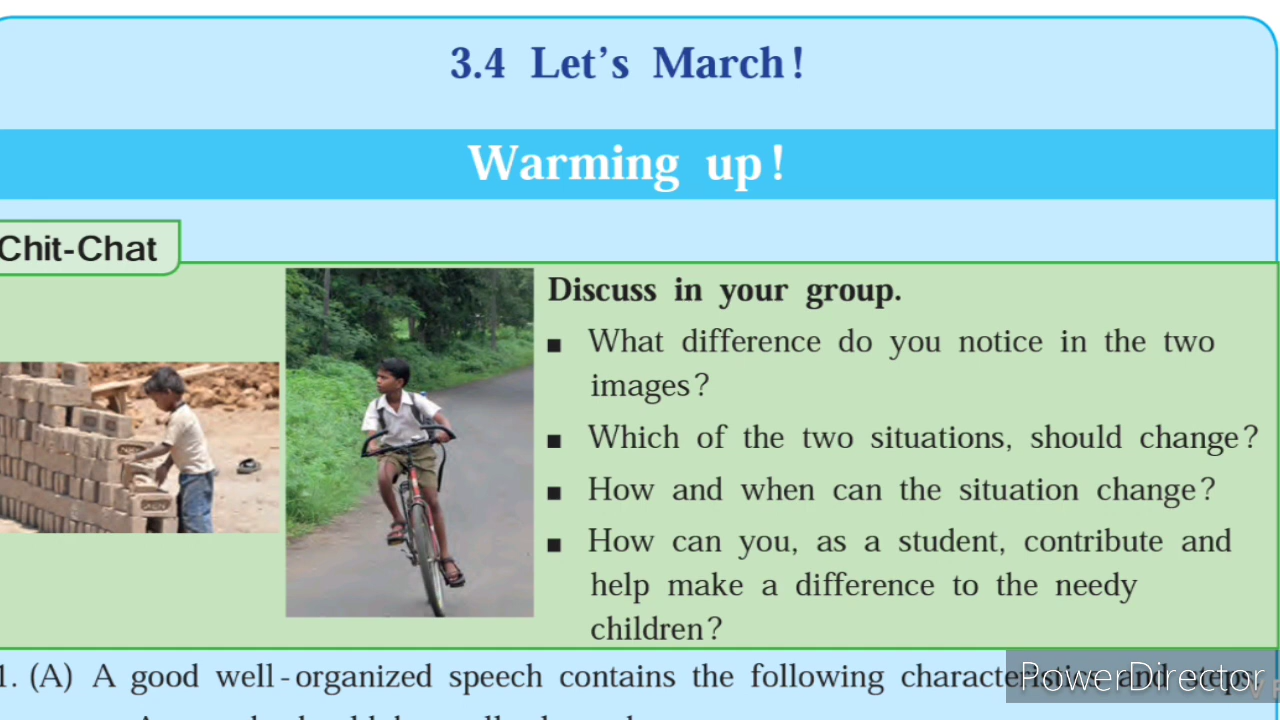 3.4 Let's March!
Warming up!
Chit-Chat
Discuss in your group.
▪ What difference do you notice in the two
images?
▪ Which of the two situations, should change?
▪ How and when can the situation change?
▪ How can you, as a student, contribute and
help make a difference to the needy
children?
1. (A) A good well-organized speech contains the following characteristics and steps
PowerDirector